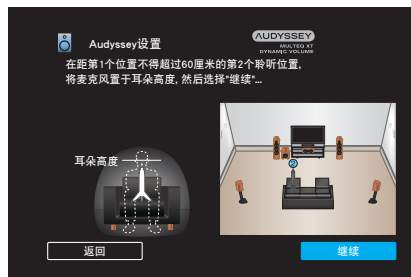 Audyssey设置
AUDYSSEY
MULTEQ XT
DYNAMIC VOLUME
在距第1个位置不得超过60厘米的第2个聆听位置,
将麦克风置于耳朵高度, 然后选择"继续"...
耳朵高度
返回
继续